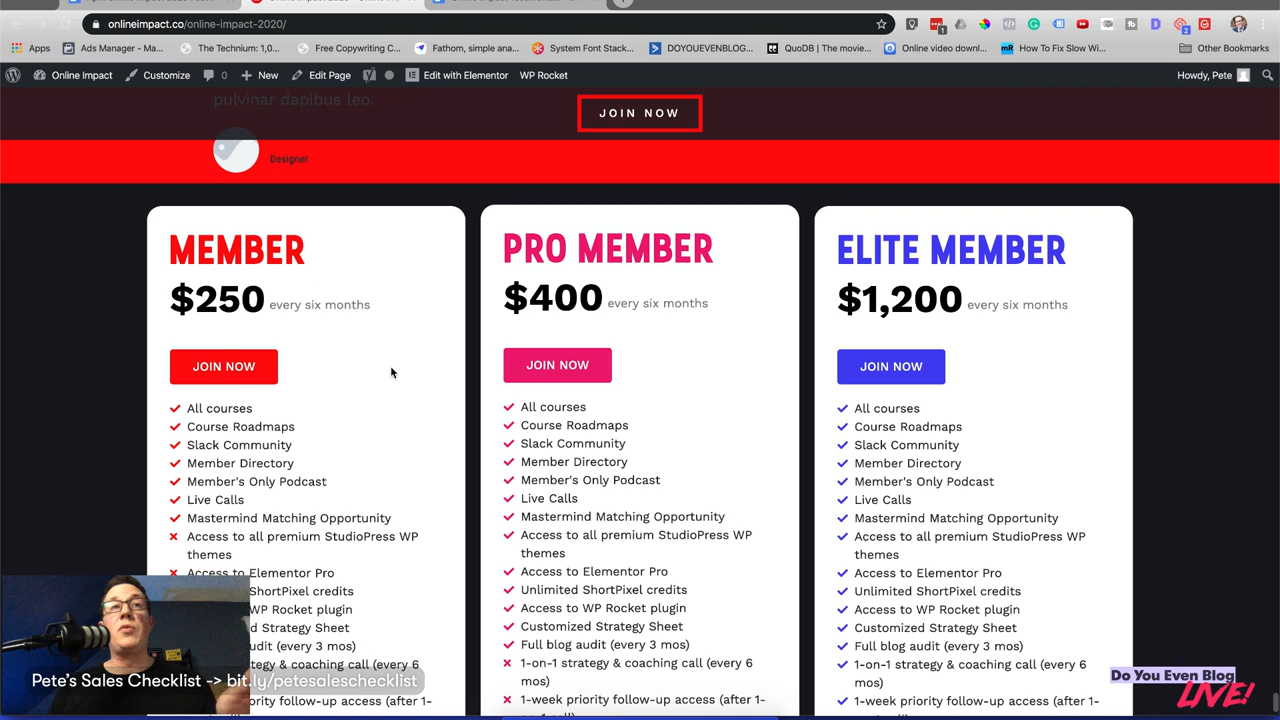 onlineimpact.co/online-impact-2020/
Apps
Ads Manager - Ma...
The Technium: 1,0...
Free Copywriting C...
Fathom, simple ana...
System Font Stack...
DOYOUEVENBLOG...
QuoDB | The movie...
Online video downl...
How To Fix Slow Wi...
Other Bookmarks
Online Impact
Customize
0
New
Edit Page
Edit with Elementor
WP Rocket
Howdy, Pete
pulvinar dapibus leo.
JOIN NOW
Designer
MEMBER
$250 every six months
JOIN NOW
All courses
Course Roadmaps
Slack Community
Member Directory
Member's Only Podcast
Live Calls
Mastermind Matching Opportunity
Access to all premium StudioPress WP
themes
Access to Elementor Pro
ShortPixel credits
WP Rocket plugin
Strategy Sheet
audit (every 3 mos)
& coaching call (every 6
PRO MEMBER
$400 every six months
JOIN NOW
All courses
Course Roadmaps
Slack Community
Member Directory
Member's Only Podcast
Live Calls
Mastermind Matching Opportunity
Access to all premium StudioPress WP
themes
Access to Elementor Pro
Unlimited ShortPixel credits
Access to WP Rocket plugin
Customized Strategy Sheet
Full blog audit (every 3 mos)
1-on-1 strategy & coaching call (every 6
mos)
1-week priority follow-up access (after 1-
ELITE MEMBER
$1,200 every six months
JOIN NOW
All courses
Course Roadmaps
Slack Community
Member Directory
Member's Only Podcast
Live Calls
Mastermind Matching Opportunity
Access to all premium StudioPress WP
themes
Access to Elementor Pro
Unlimited ShortPixel credits
Access to WP Rocket plugin
Customized Strategy Sheet
Full blog audit (every 3 mos)
1-on-1 strategy & coaching call (every 6
mos)
1-week priority follow-up access (after 1-
Pete's Sales Checklist -> bit.ly/petesaleschecklist
Do You Even Blog
LIVE!